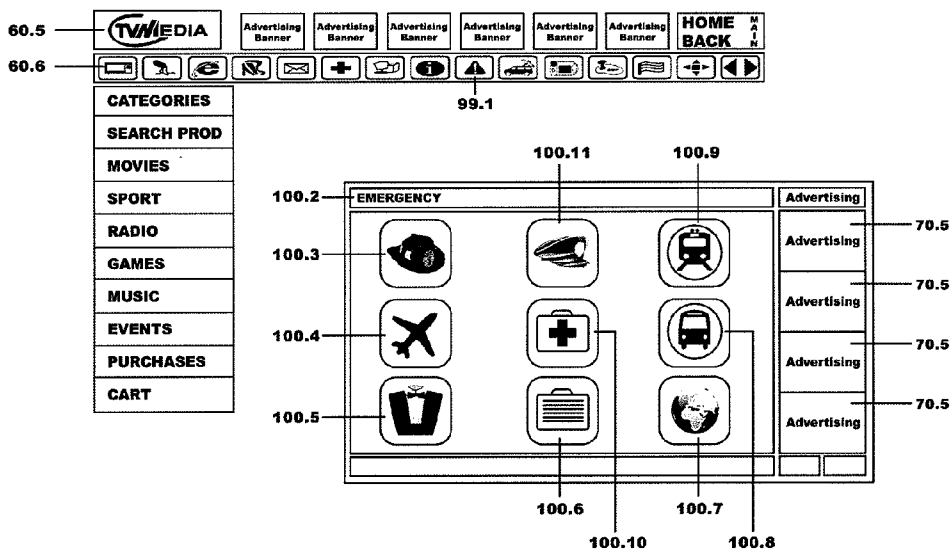 60.5
TVMEDIA
Advertising Banner
Advertising Banner
Advertising Banner
Advertising Banner
Advertising Banner
Advertising Banner
HOME
BACK
MAIN
60.6
99.1
CATEGORIES
SEARCH PROD
MOVIES
SPORT
RADIO
GAMES
MUSIC
EVENTS
PURCHASES
CART
100.11
100.9
100.2
EMERGENCY
Advertising
100.3
Advertising
70.5
Advertising
70.5
100.4
Advertising
70.5
100.5
Advertising
70.5
100.6
100.7
100.10
100.8